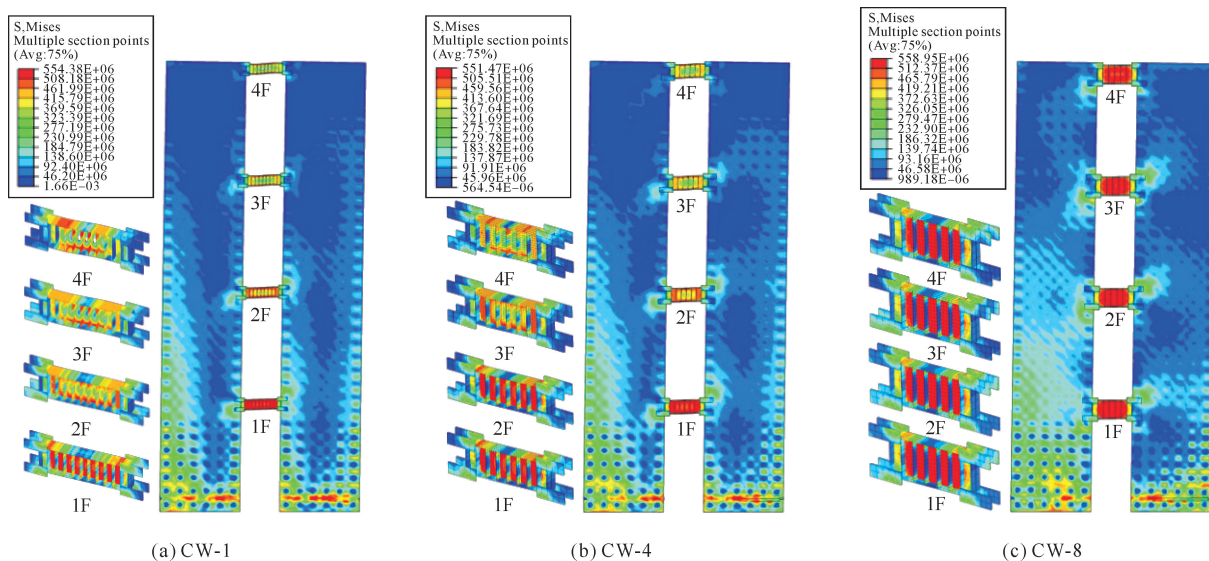 S,Mises
Multiple section points
(Avg:75%)
554.38E+06
508.18E+06
461.99E+06
415.79E+06
369.59E+06
323.39E+06
277.19E+06
230.99E+06
184.79E+06
138.60E+06
92.40E+06
46.20E+06
1.66E-03
4F
3F
2F
1F
4F
3F
2F
1F
(a) CW-1
S,Mises
Multiple section points
(Avg:75%)
551.47E+06
505.51E+06
459.56E+06
413.60E+06
367.64E+06
321.69E+06
275.73E+06
229.78E+06
183.82E+06
137.87E+06
91.91E+06
45.96E+06
564.54E-06
4F
3F
2F
1F
4F
3F
2F
1F
(b) CW-4
S,Mises
Multiple section points
(Avg:75%)
558.95E+06
512.37E+06
465.79E+06
419.21E+06
372.63E+06
326.05E+06
279.47E+06
232.90E+06
186.32E+06
139.74E+06
93.16E+06
46.58E+06
989.18E-06
4F
3F
2F
1F
4F
3F
2F
1F
(c) CW-8